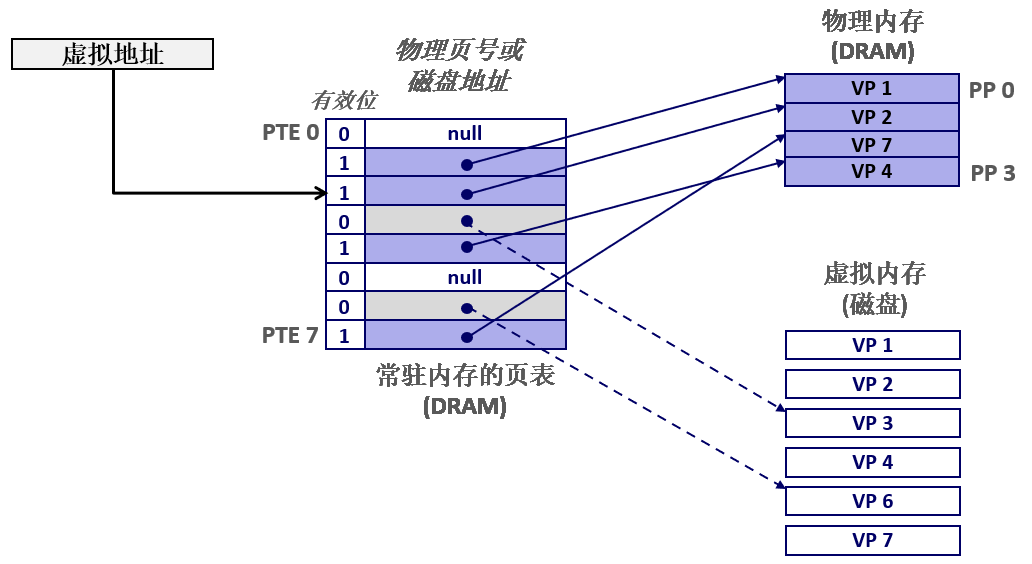 虚拟地址
物理页号或
磁盘地址
有效位
PTE 0
0
null
1
1
0
1
0
null
0
PTE 7
1
常驻内存的页表
(DRAM)
物理内存
(DRAM)
VP 1
PP 0
VP 2
VP 7
VP 4
PP 3
虚拟内存
(磁盘)
VP 1
VP 2
VP 3
VP 4
VP 6
VP 7